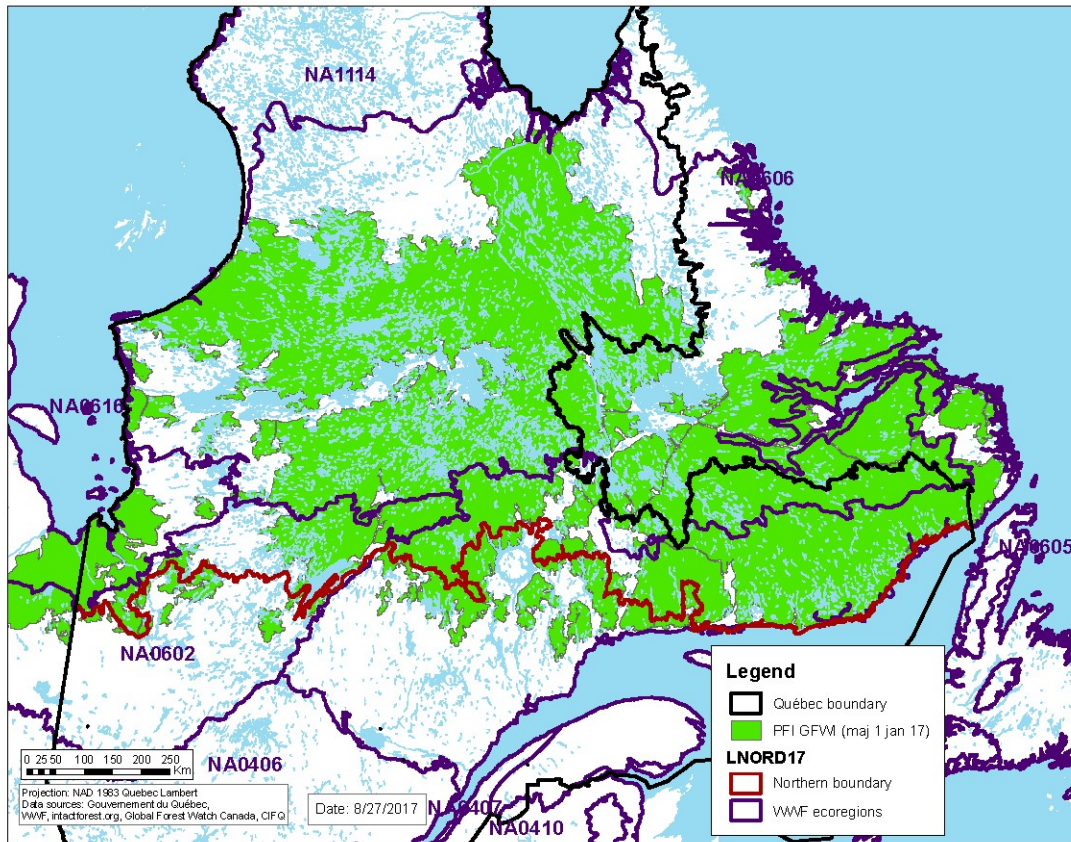 NA1114
NA0606
NA0616
NA0605
NA0602
NA0406
NA0407
NA0410
0 25 50 100 150 200 250
Km
Projection: NAD 1983 Quebec Lambert
Data sources: Gouvernement du Québec,
WWF, intactforest.org, Global Forest Watch Canada, CIFQ
Date: 8/27/2017
Legend
Québec boundary
PFI GFWI (maj 1 jan 17)
LNORD17
Northern boundary
WWF ecoregions